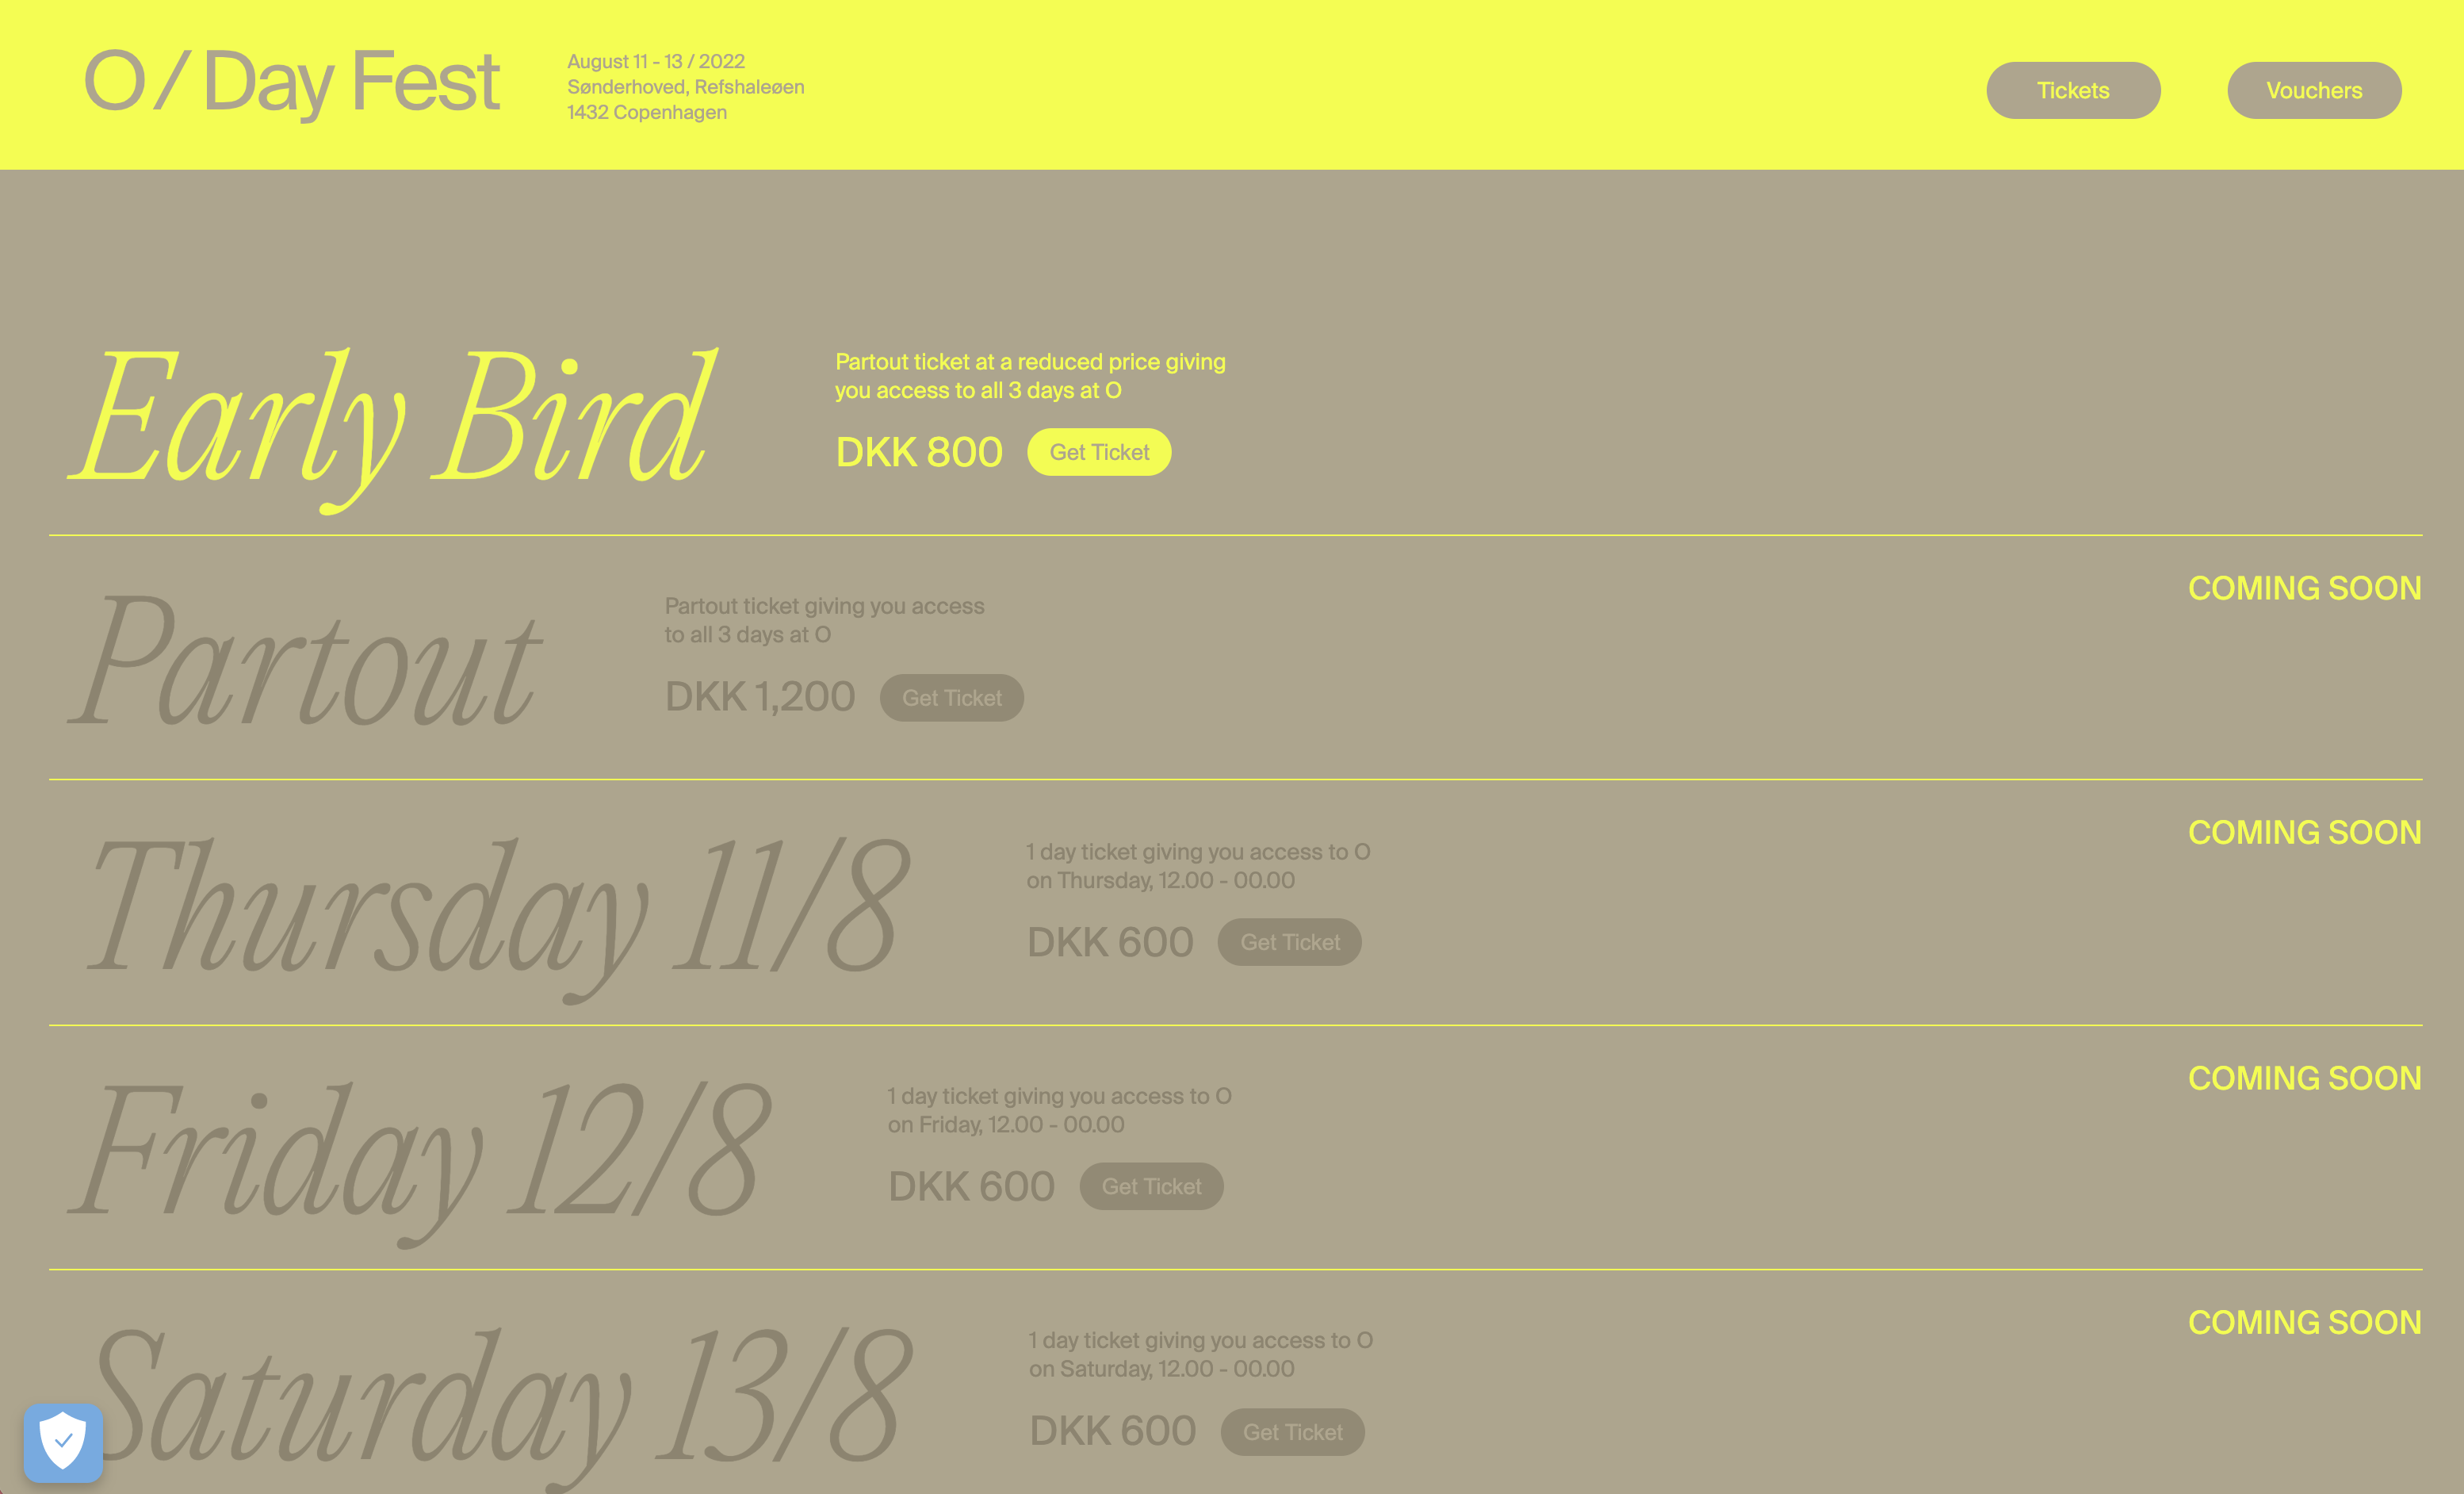 O / Day Fest
August 11 - 13 / 2022
Sønderhoved, Refshaleøen
1432 Copenhagen
Tickets
Vouchers
Early Bird
Partout ticket at a reduced price giving
you access to all 3 days at O
DKK 800
Get Ticket
COMING SOON
Partout
Partout ticket giving you access
to all 3 days at O
DKK 1,200
Get Ticket
COMING SOON
Thursday 11/8
1 day ticket giving you access to O
on Thursday, 12.00 - 00.00
DKK 600
Get Ticket
COMING SOON
Friday 12/8
1 day ticket giving you access to O
on Friday, 12.00 - 00.00
DKK 600
Get Ticket
COMING SOON
Saturday 13/8
1 day ticket giving you access to O
on Saturday, 12.00 - 00.00
DKK 600
Get Ticket